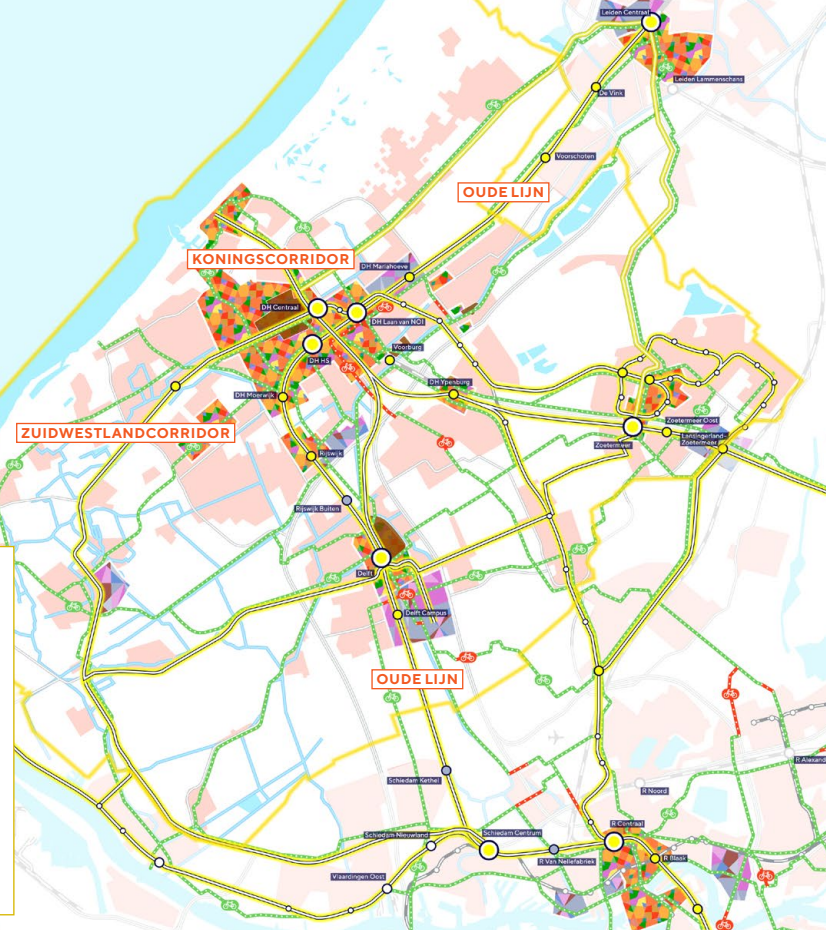 Leiden Centraal
Leiden Lammenschans
De Vink
Voorschoten
OUDE LIJN
KONINGSCORRIDOR
DH Mariahoeve
DH Centraal
DH Laan van NOI
Voorburg
DH HS
DH Ypenburg
DH Moerwijk
Zoetermeer Oost
ZUIDWESTLANDCORRIDOR
Lansingerland-
Zoetermeer
Zoetermeer
Rijswijk
Rijswijk Buiten
Delft
Delft Campus
OUDE LIJN
Schiedam Kethel
R Noord
R Alexand
R Centraal
Schiedam Nieuwland
Schiedam Centrum
R Van Nellefabriek
R Blaak
Vlaardingen Oost